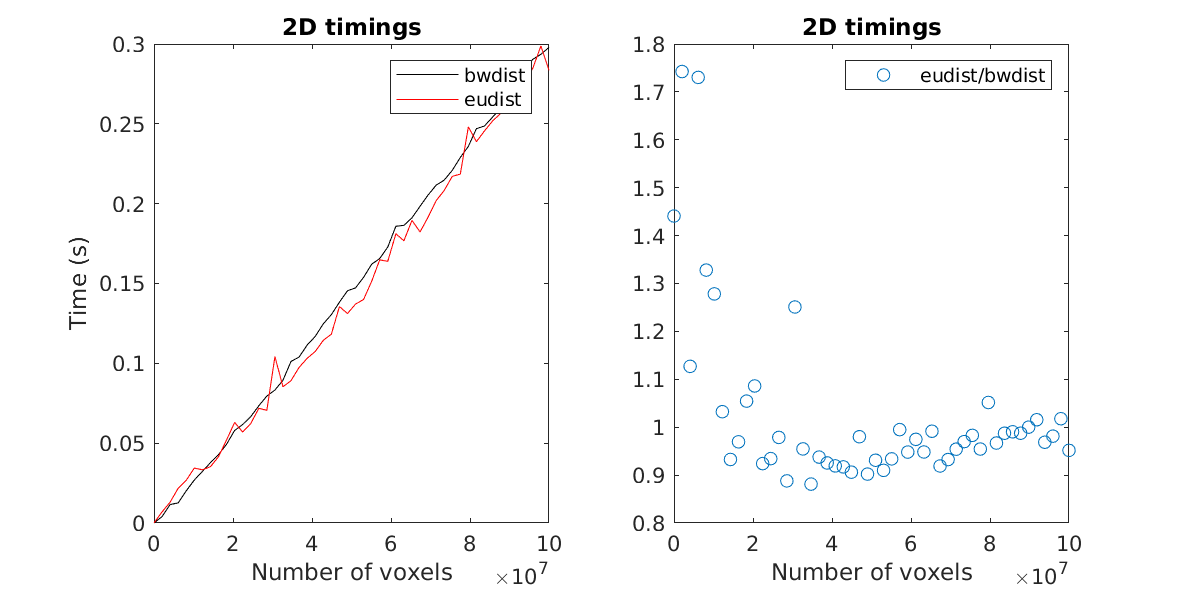 2D timings
bwdist
eudist
Time (s)
0.3
0.25
0.2
0.15
0.1
0.05
0
0 2 4 6 8 10
Number of voxels
×10^7
2D timings
eudist/bwdist
1.8
1.7
1.6
1.5
1.4
1.3
1.2
1.1
1
0.9
0.8
0 2 4 6 8 10
Number of voxels
×10^7